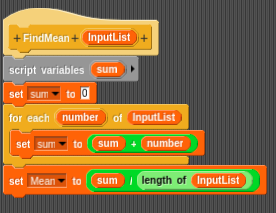 + FindMean InputList +
script variables sum
set sum to 0
for each number of InputList
set sum to sum + number
set Mean to sum / length of InputList